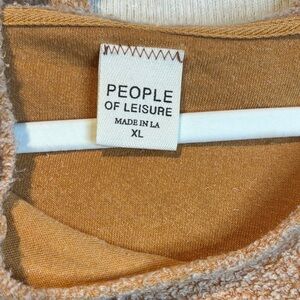 PEOPLE
OF LEISURE
MADE IN LA
XL